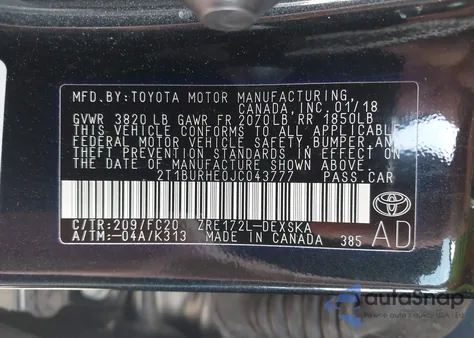 MFD.BY:TOYOTA MOTOR MANUFACTURING,
CANADA, INC. 01/18
GVWR 3820 LB GAWR FR 2070LB RR 1850LB
THIS VEHICLE CONFORMS TO ALL APPLICABLE
FEDERAL MOTOR VEHICLE SAFETY, BUMPER, AND
THEFT PREVENTION STANDARDS IN EFFECT ON THE
DATE OF MANUFACTURE SHOWN ABOVE.
2T1BURHE0JC043777 PASS.CAR
C/TR:209/FC20 ZRE172L-DEXSKA
A/TM:-04A/K313 MADE IN CANADA 385
AD
autoSnap